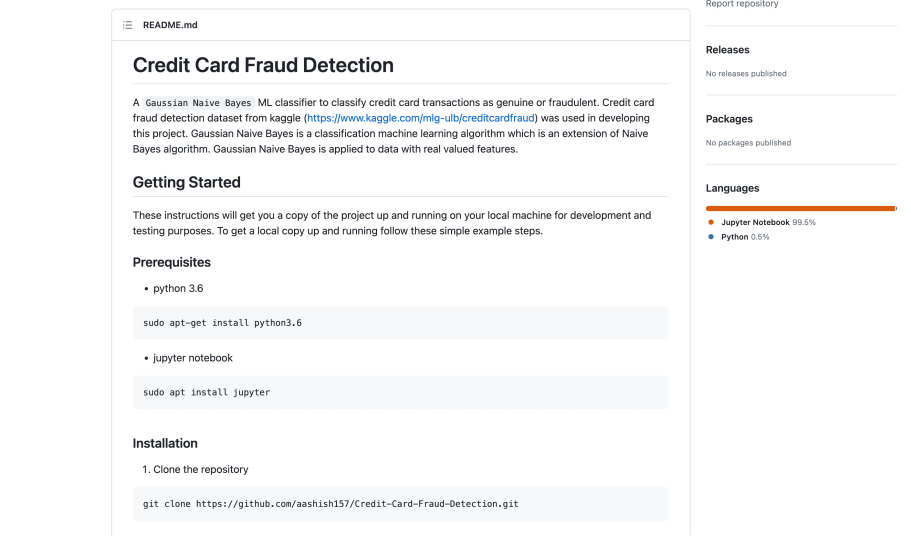 Report repository
README.md
Releases
Credit Card Fraud Detection
No releases published
A Gaussian Naive Bayes ML classifier to classify credit card transactions as genuine or fraudulent. Credit card
fraud detection dataset from kaggle (https://www.kaggle.com/mlg-ulb/creditcardfraud) was used in developing
this project. Gaussian Naive Bayes is a classification machine learning algorithm which is an extension of Naive
Bayes algorithm. Gaussian Naive Bayes is applied to data with real valued features.
Packages
No packages published
Getting Started
Languages
These instructions will get you a copy of the project up and running on your local machine for development and
testing purposes. To get a local copy up and running follow these simple example steps.
Jupyter Notebook 99.5%
Python 0.5%
Prerequisites
• python 3.6
sudo apt-get install python3.6
• jupyter notebook
sudo apt install jupyter
Installation
1. Clone the repository
git clone https://github.com/aashish157/Credit-Card-Fraud-Detection.git